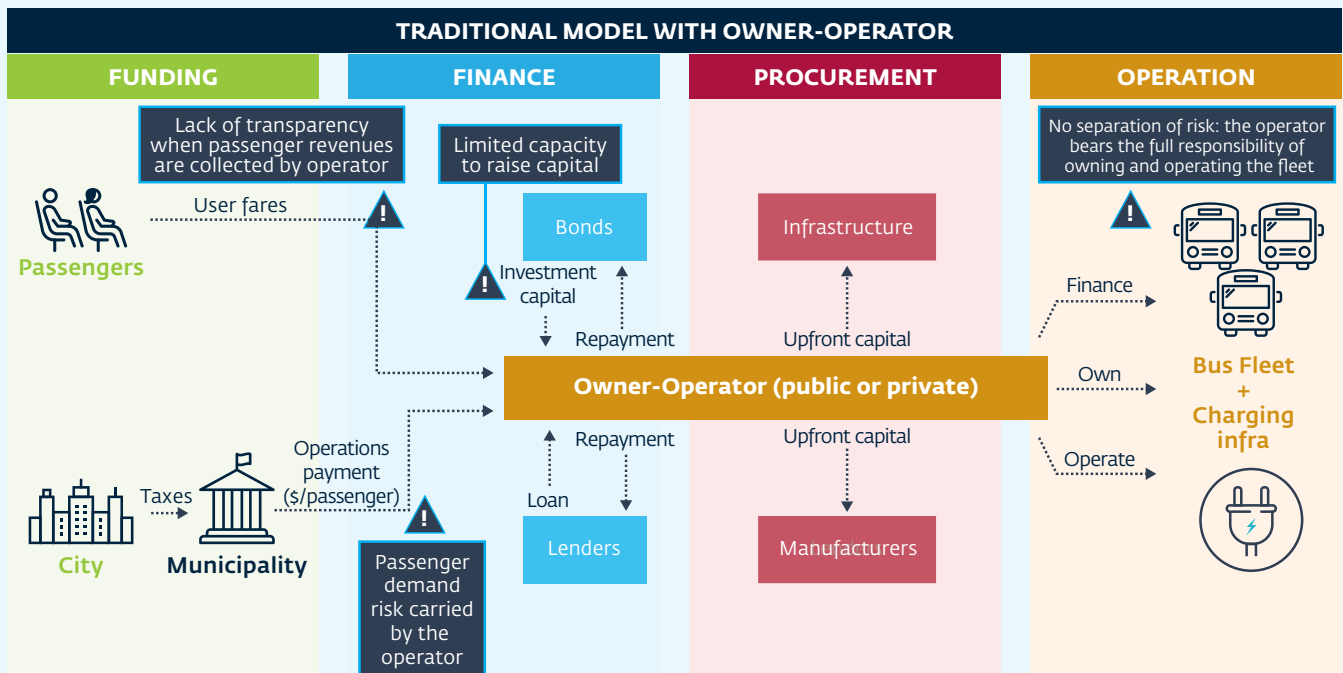 TRADITIONAL MODEL WITH OWNER-OPERATOR
FUNDING
FINANCE
PROCUREMENT
OPERATION
Lack of transparency
when passenger revenues
are collected by operator
Limited capacity
to raise capital
No separation of risk: the operator
bears the full responsibility of
owning and operating the fleet
User fares
!
Passengers
Bonds
!
Investment
capital
Repayment
Infrastructure
Upfront capital
!
Finance
Own
Operate
Bus Fleet
+
Charging
infra
Owner-Operator (public or private)
Operations
payment
($/passenger)
Taxes
City
Municipality
!
Passenger
demand
risk carried
by the
operator
Repayment
Loan
Lenders
Upfront capital
Manufacturers